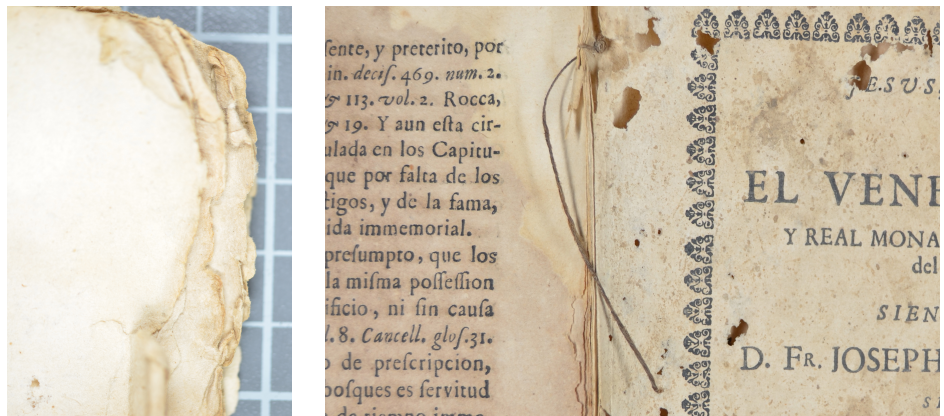 ſente, y preterito, por
in. deciſ. 469. num. 2.
& 113. vol. 2. Rocca,
& 19. Y aun eſta cir-
ulada en los Capitu-
que por falta de los
tigos, y de la fama,
ida immemorial.
preſumpto, que los
la miſma poſſeſſion
ificio, ni ſin cauſa
l. 8. Cancell. gloſ. 31.
o de preſcripcion,
boſques es ſervitud
JESUS,
EL VENE
Y REAL MONA
del
SIEN
D. FR. JOSEPH